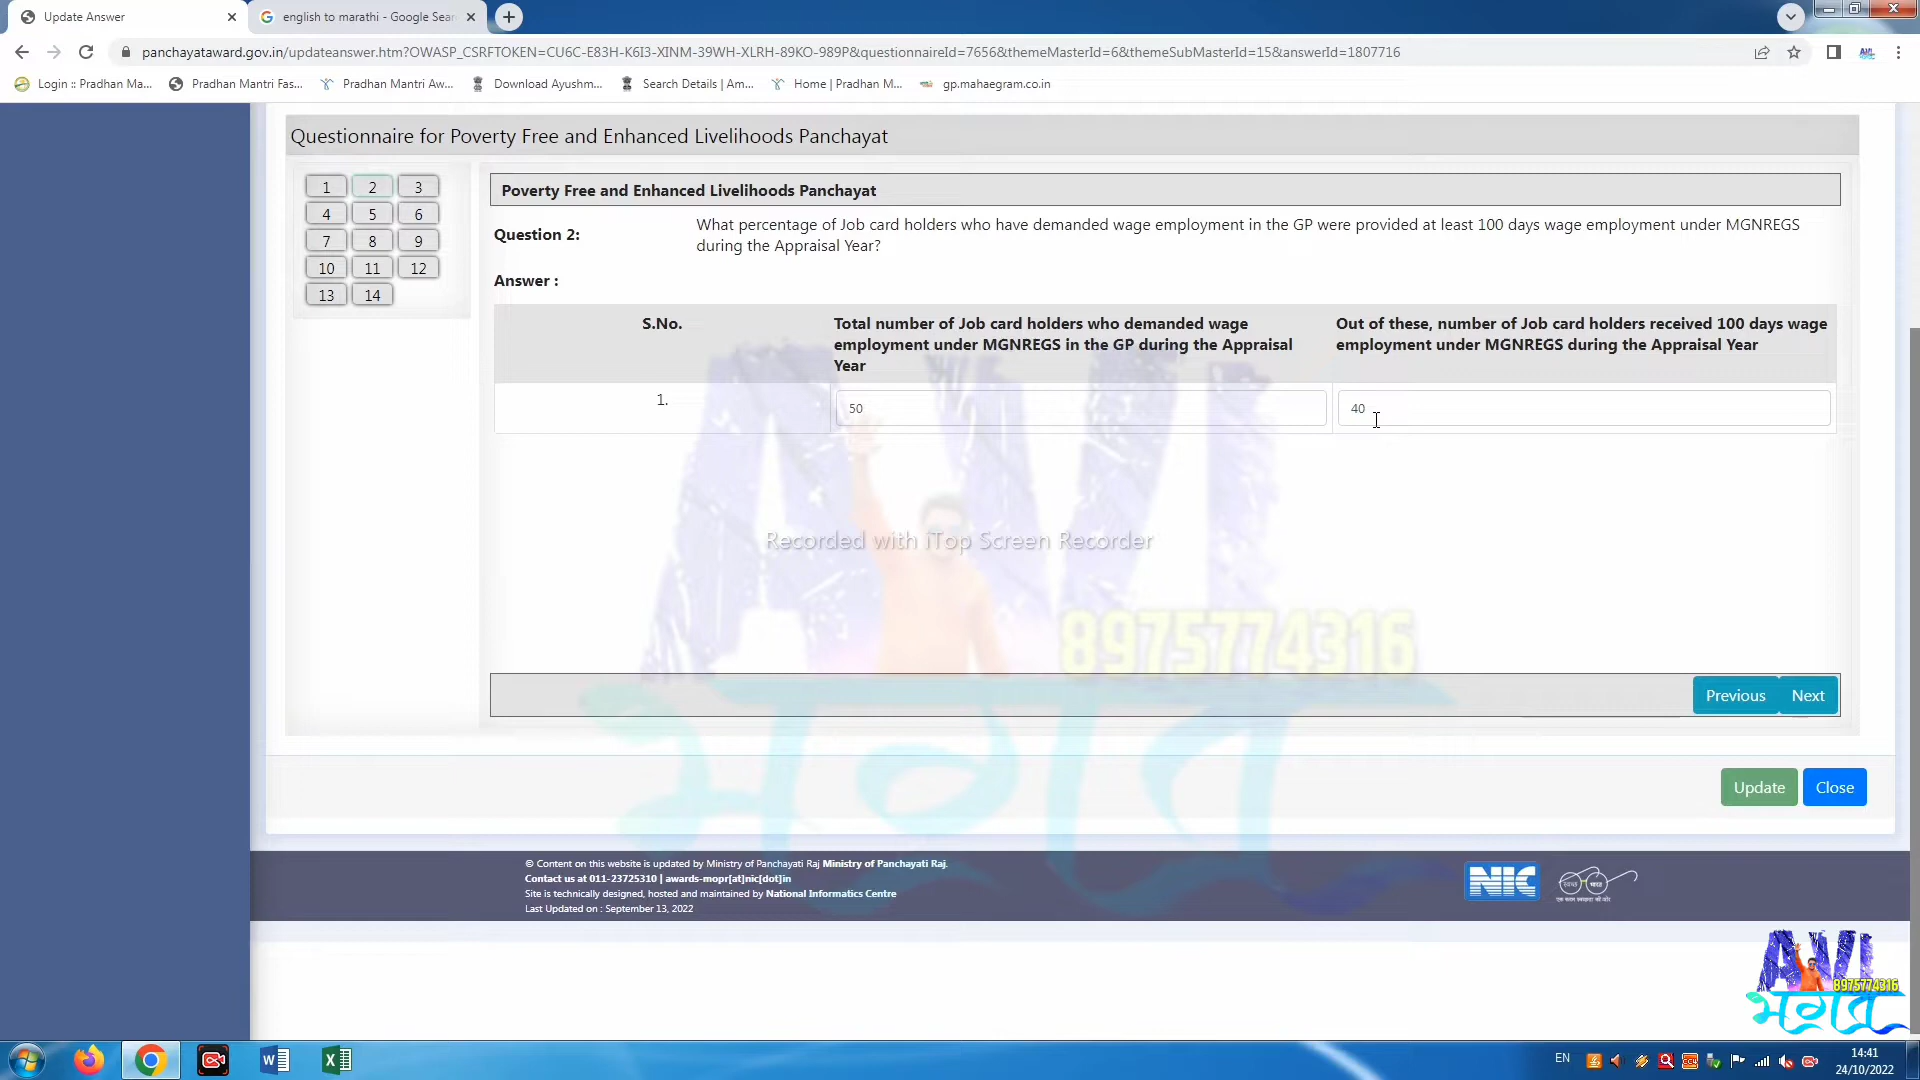 Update Answer
english to marathi - Google Sear
panchayataward.gov.in/updateanswer.htm?OWASP_CSRFTOKEN=CU6C-E83H-K6I3-XINM-39WH-XLRH-89KO-989P&questionnaireId=7656&themeMasterId=6&themeSubMasterId=15&answerId=1807716
Login :: Pradhan Ma...
Pradhan Mantri Fas...
Pradhan Mantri Aw...
Download Ayushm...
Search Details | Am...
Home | Pradhan M...
gp.mahaegram.co.in
Questionnaire for Poverty Free and Enhanced Livelihoods Panchayat
1 2 3
4 5 6
7 8 9
10 11 12
13 14
Poverty Free and Enhanced Livelihoods Panchayat
Question 2:
What percentage of Job card holders who have demanded wage employment in the GP were provided at least 100 days wage employment under MGNREGS
during the Appraisal Year?
Answer :
S.No.
Total number of Job card holders who demanded wage
employment under MGNREGS in the GP during the Appraisal
Year
Out of these, number of Job card holders received 100 days wage
employment under MGNREGS during the Appraisal Year
1.
50
40
AVI
Recorded with iTop Screen Recorder
8975774316
भगत
Previous
Next
Update
Close
© Content on this website is updated by Ministry of Panchayati Raj Ministry of Panchayati Raj.
Contact us at 011-23725310 | awards-mopr[at]nic[dot]in
Site is technically designed, hosted and maintained by National Informatics Centre
Last Updated on : September 13, 2022
NIC
स्वच्छ भारत
AVI
8975774316
भगत
EN
14:41
24/10/2022